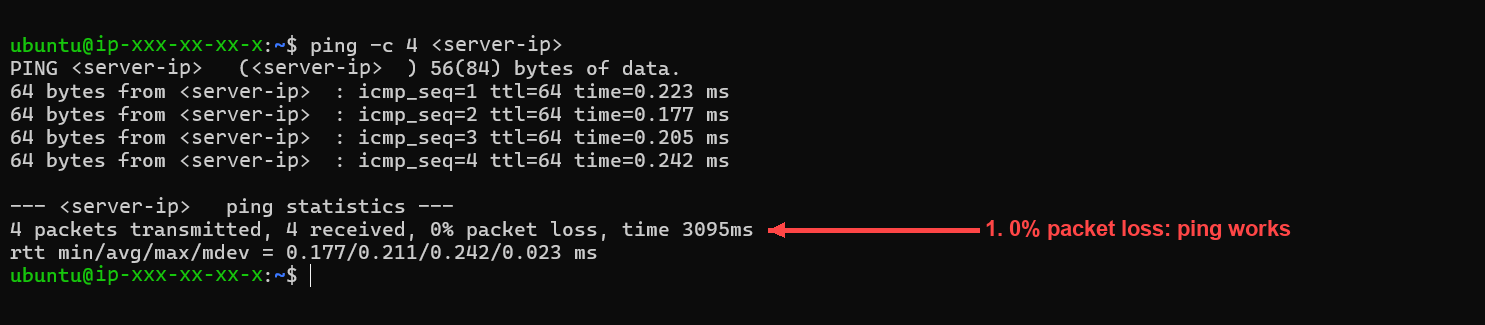 ubuntu@ip-xxx-xx-xx-x:~$ ping -c 4 <server-ip>
PING <server-ip> (<server-ip> ) 56(84) bytes of data.
64 bytes from <server-ip> : icmp_seq=1 ttl=64 time=0.223 ms
64 bytes from <server-ip> : icmp_seq=2 ttl=64 time=0.177 ms
64 bytes from <server-ip> : icmp_seq=3 ttl=64 time=0.205 ms
64 bytes from <server-ip> : icmp_seq=4 ttl=64 time=0.242 ms
--- <server-ip> ping statistics ---
4 packets transmitted, 4 received, 0% packet loss, time 3095ms
1. 0% packet loss: ping works
rtt min/avg/max/mdev = 0.177/0.211/0.242/0.023 ms
ubuntu@ip-xxx-xx-xx-x:~$